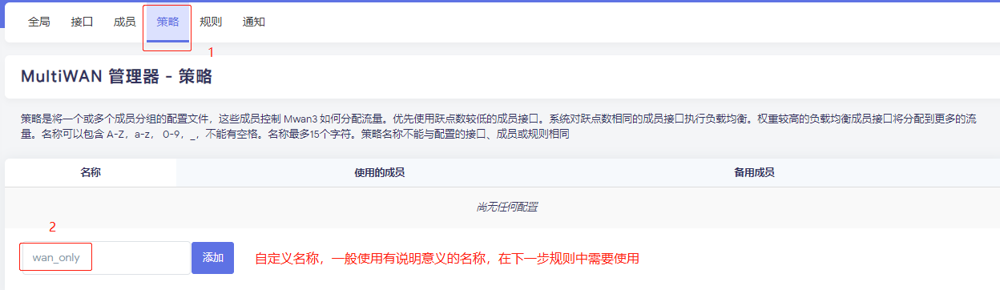 全局 接口 成员 策略 规则 通知
1
MultiWAN 管理器 - 策略
策略是将一个或多个成员分组的配置文件，这些成员控制 Mwan3 如何分配流量。优先使用跃点数较低的成员接口。系统对跃点数相同的成员接口执行负载均衡。权重较高的负载均衡成员接口将分配到更多的流
量。名称可以包含 A-Z，a-z， 0-9，_，不能有空格。名称最多15个字符。策略名称不能与配置的接口、成员或规则相同
名称 使用的成员 备用成员
尚无任何配置
2
wan_only 添加 自定义名称，一般使用有说明意义的名称，在下一步规则中需要使用